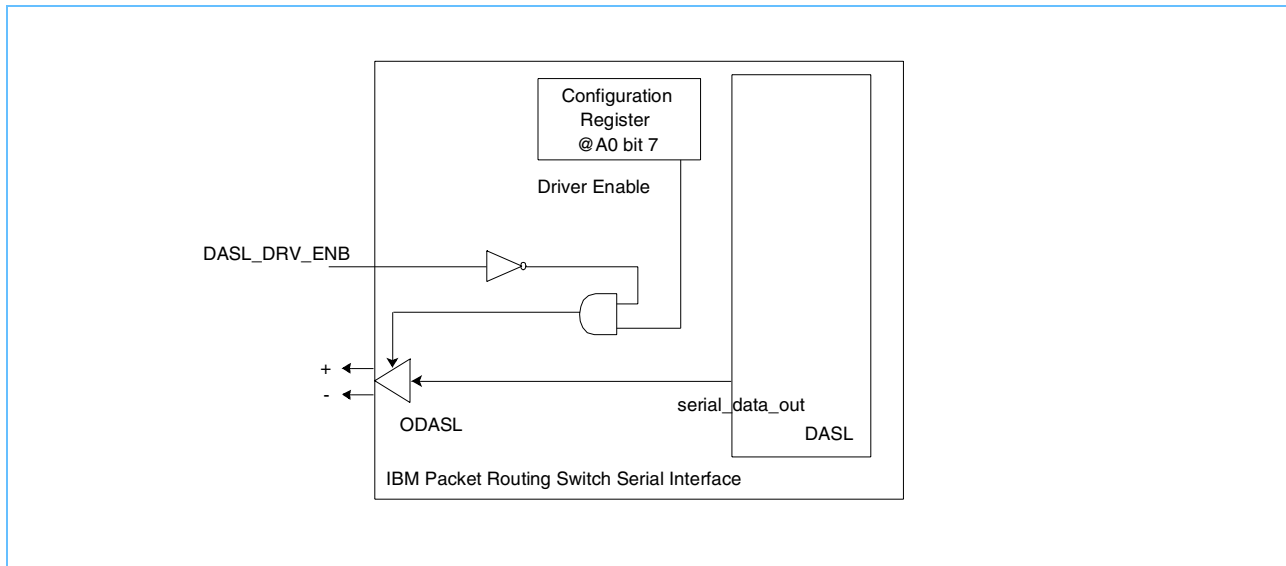 Configuration
Register
@A0 bit 7
Driver Enable
DASL_DRV_ENB
+
-
ODASL
serial_data_out
DASL
IBM Packet Routing Switch Serial Interface